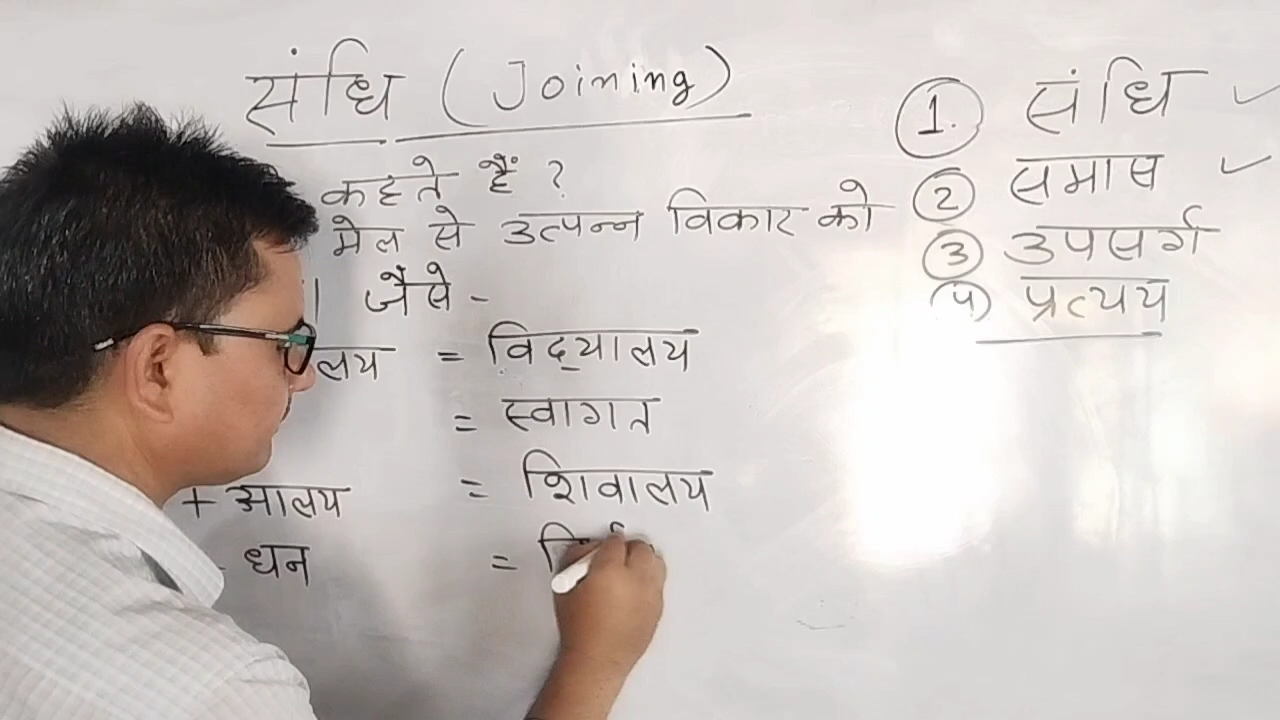 संधि (Joining)
कहते हैं ?
मेल से उत्पन्न विकार को
। जैसे -
लय = विद्यालय
= स्वागत
+ आलय = शिवालय
धन =
1. संधि ✓
2 समास ✓
3 उपसर्ग
4 प्रत्यय